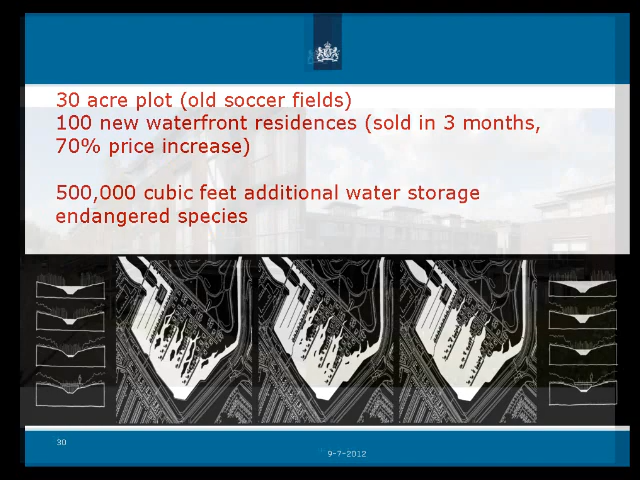 30 acre plot (old soccer fields)
100 new waterfront residences (sold in 3 months,
70% price increase)
500,000 cubic feet additional water storage
endangered species
30
9-7-2012